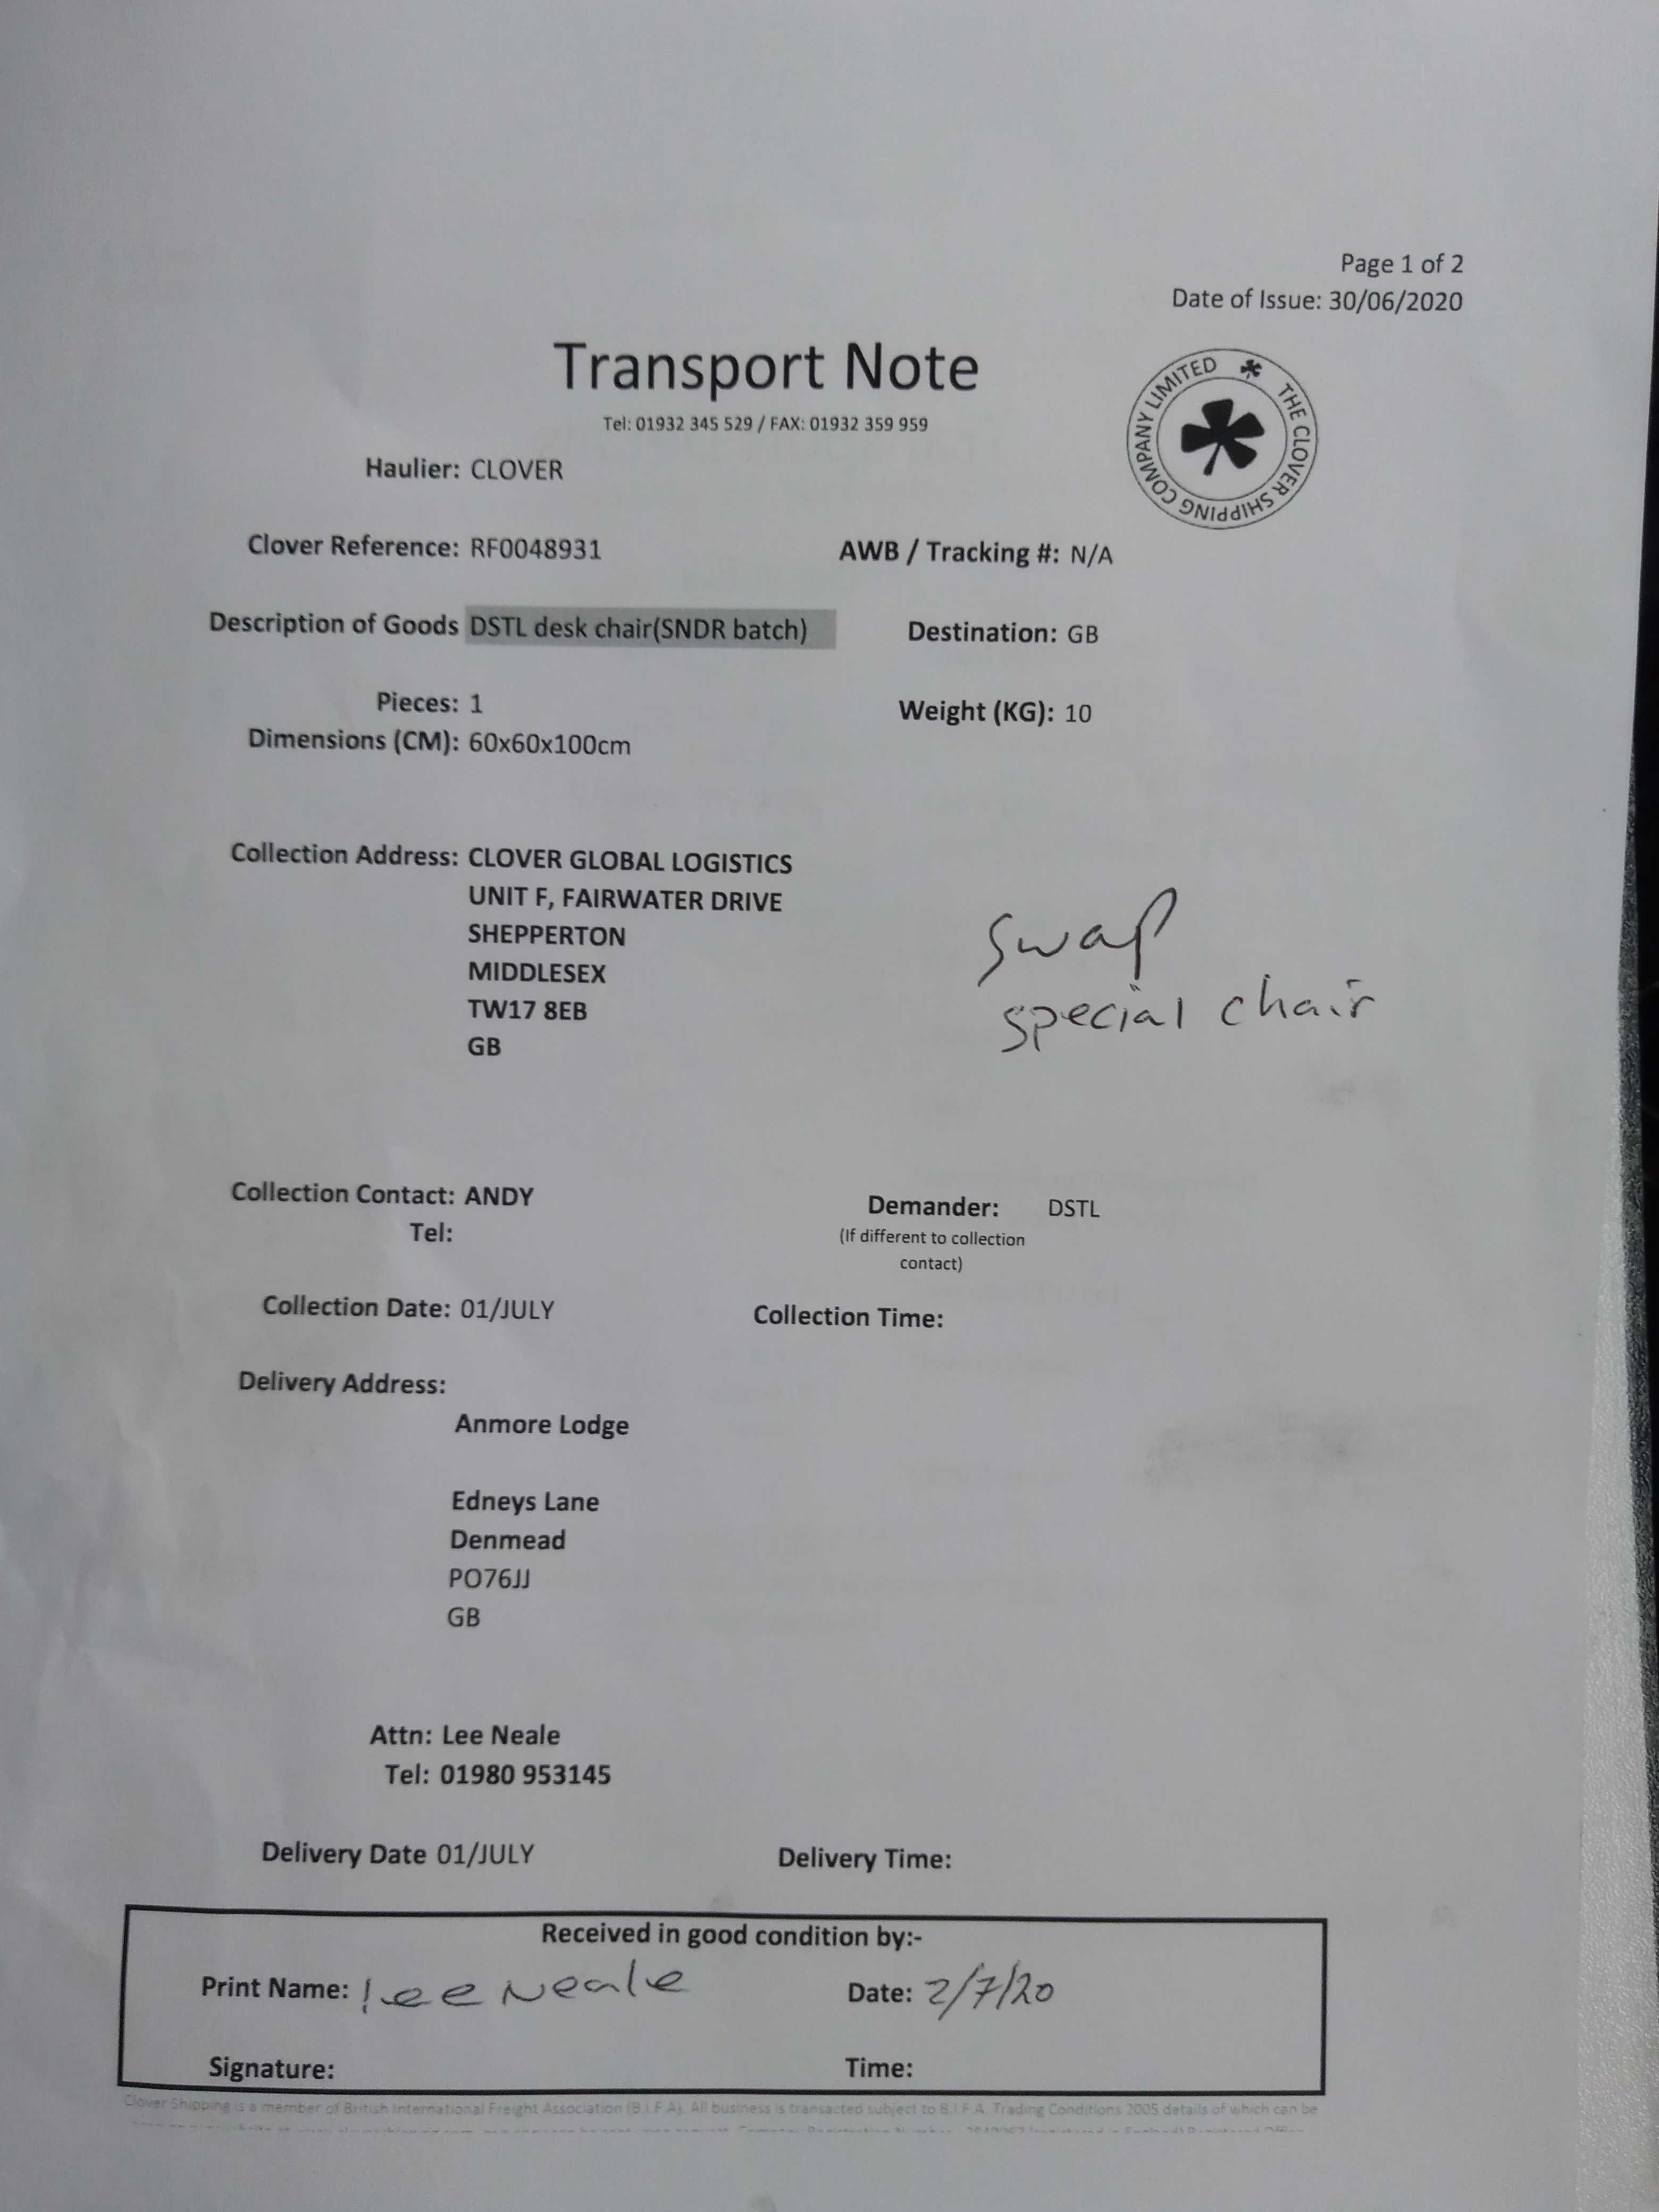 Page 1 of 2
Date of Issue: 30/06/2020
Transport Note
THE CLOVER SHIPPING COMPANY LIMITED
Tel: 01932 345 529 / FAX: 01932 359 959
Haulier: CLOVER
Clover Reference: RF0048931 AWB / Tracking #: N/A
Description of Goods DSTL desk chair(SNDR batch) Destination: GB
Pieces: 1 Weight (KG): 10
Dimensions (CM): 60x60x100cm
Collection Address: CLOVER GLOBAL LOGISTICS
UNIT F, FAIRWATER DRIVE
SHEPPERTON
MIDDLESEX
TW17 8EB
GB
swap
special chair
Collection Contact: ANDY Demander: DSTL
Tel: (If different to collection
contact)
Collection Date: 01/JULY Collection Time:
Delivery Address:
Anmore Lodge
Edneys Lane
Denmead
PO76JJ
GB
Attn: Lee Neale
Tel: 01980 953145
Delivery Date 01/JULY Delivery Time:
Received in good condition by:-
Print Name: Lee Neale Date: 2/7/20
Signature: Time:
Clover Shipping is a member of British International Freight Association (B.I.F.A). All business is transacted subject to B.I.F.A. Trading Conditions 2005 details of which can be